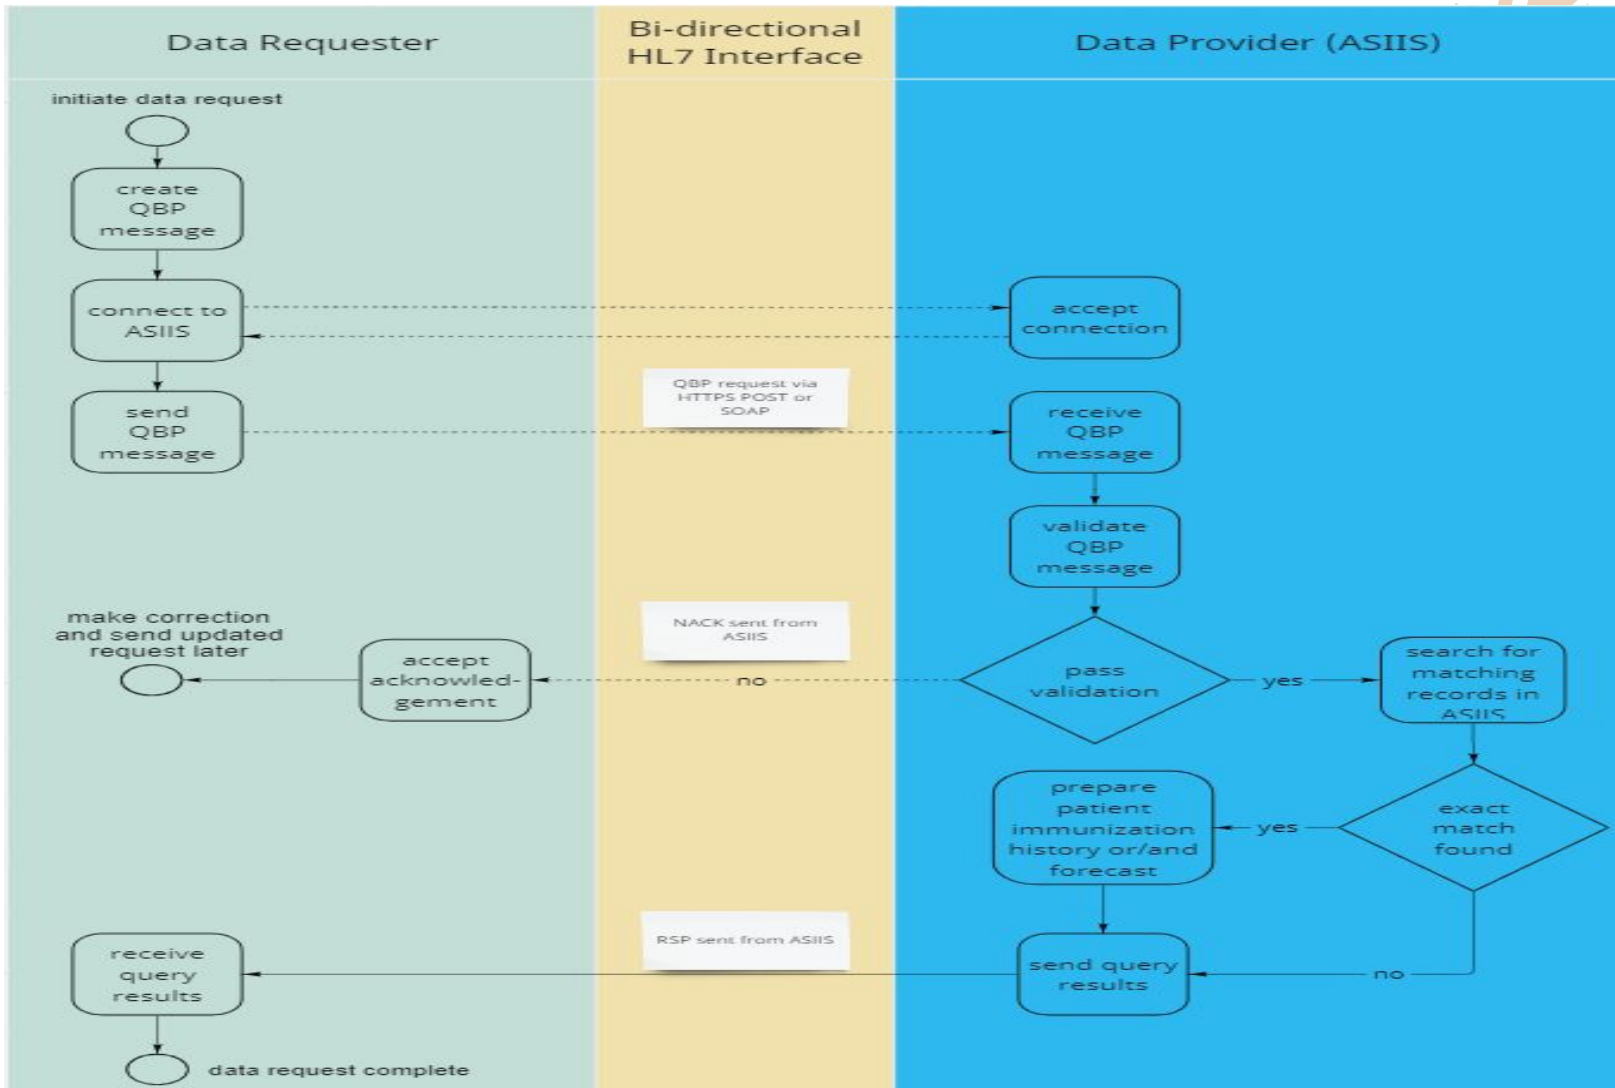 Data Requester
Bi-directional
HL7 Interface
Data Provider (ASIIS)
initiate data request
create
QBP
message
connect to
ASIIS
accept
connection
QBP request via
HTTPS POST or
SOAP
send
QBP
message
receive
QBP
message
validate
QBP
message
make correction
and send updated
request later
accept
acknowled-
gement
NACK sent from
ASIIS
no
pass
validation
yes
search for
matching
records in
ASIIS
prepare
patient
immunization
history or/and
forecast
yes
exact
match
found
receive
query
results
RSP sent from ASIIS
send query
results
no
data request complete